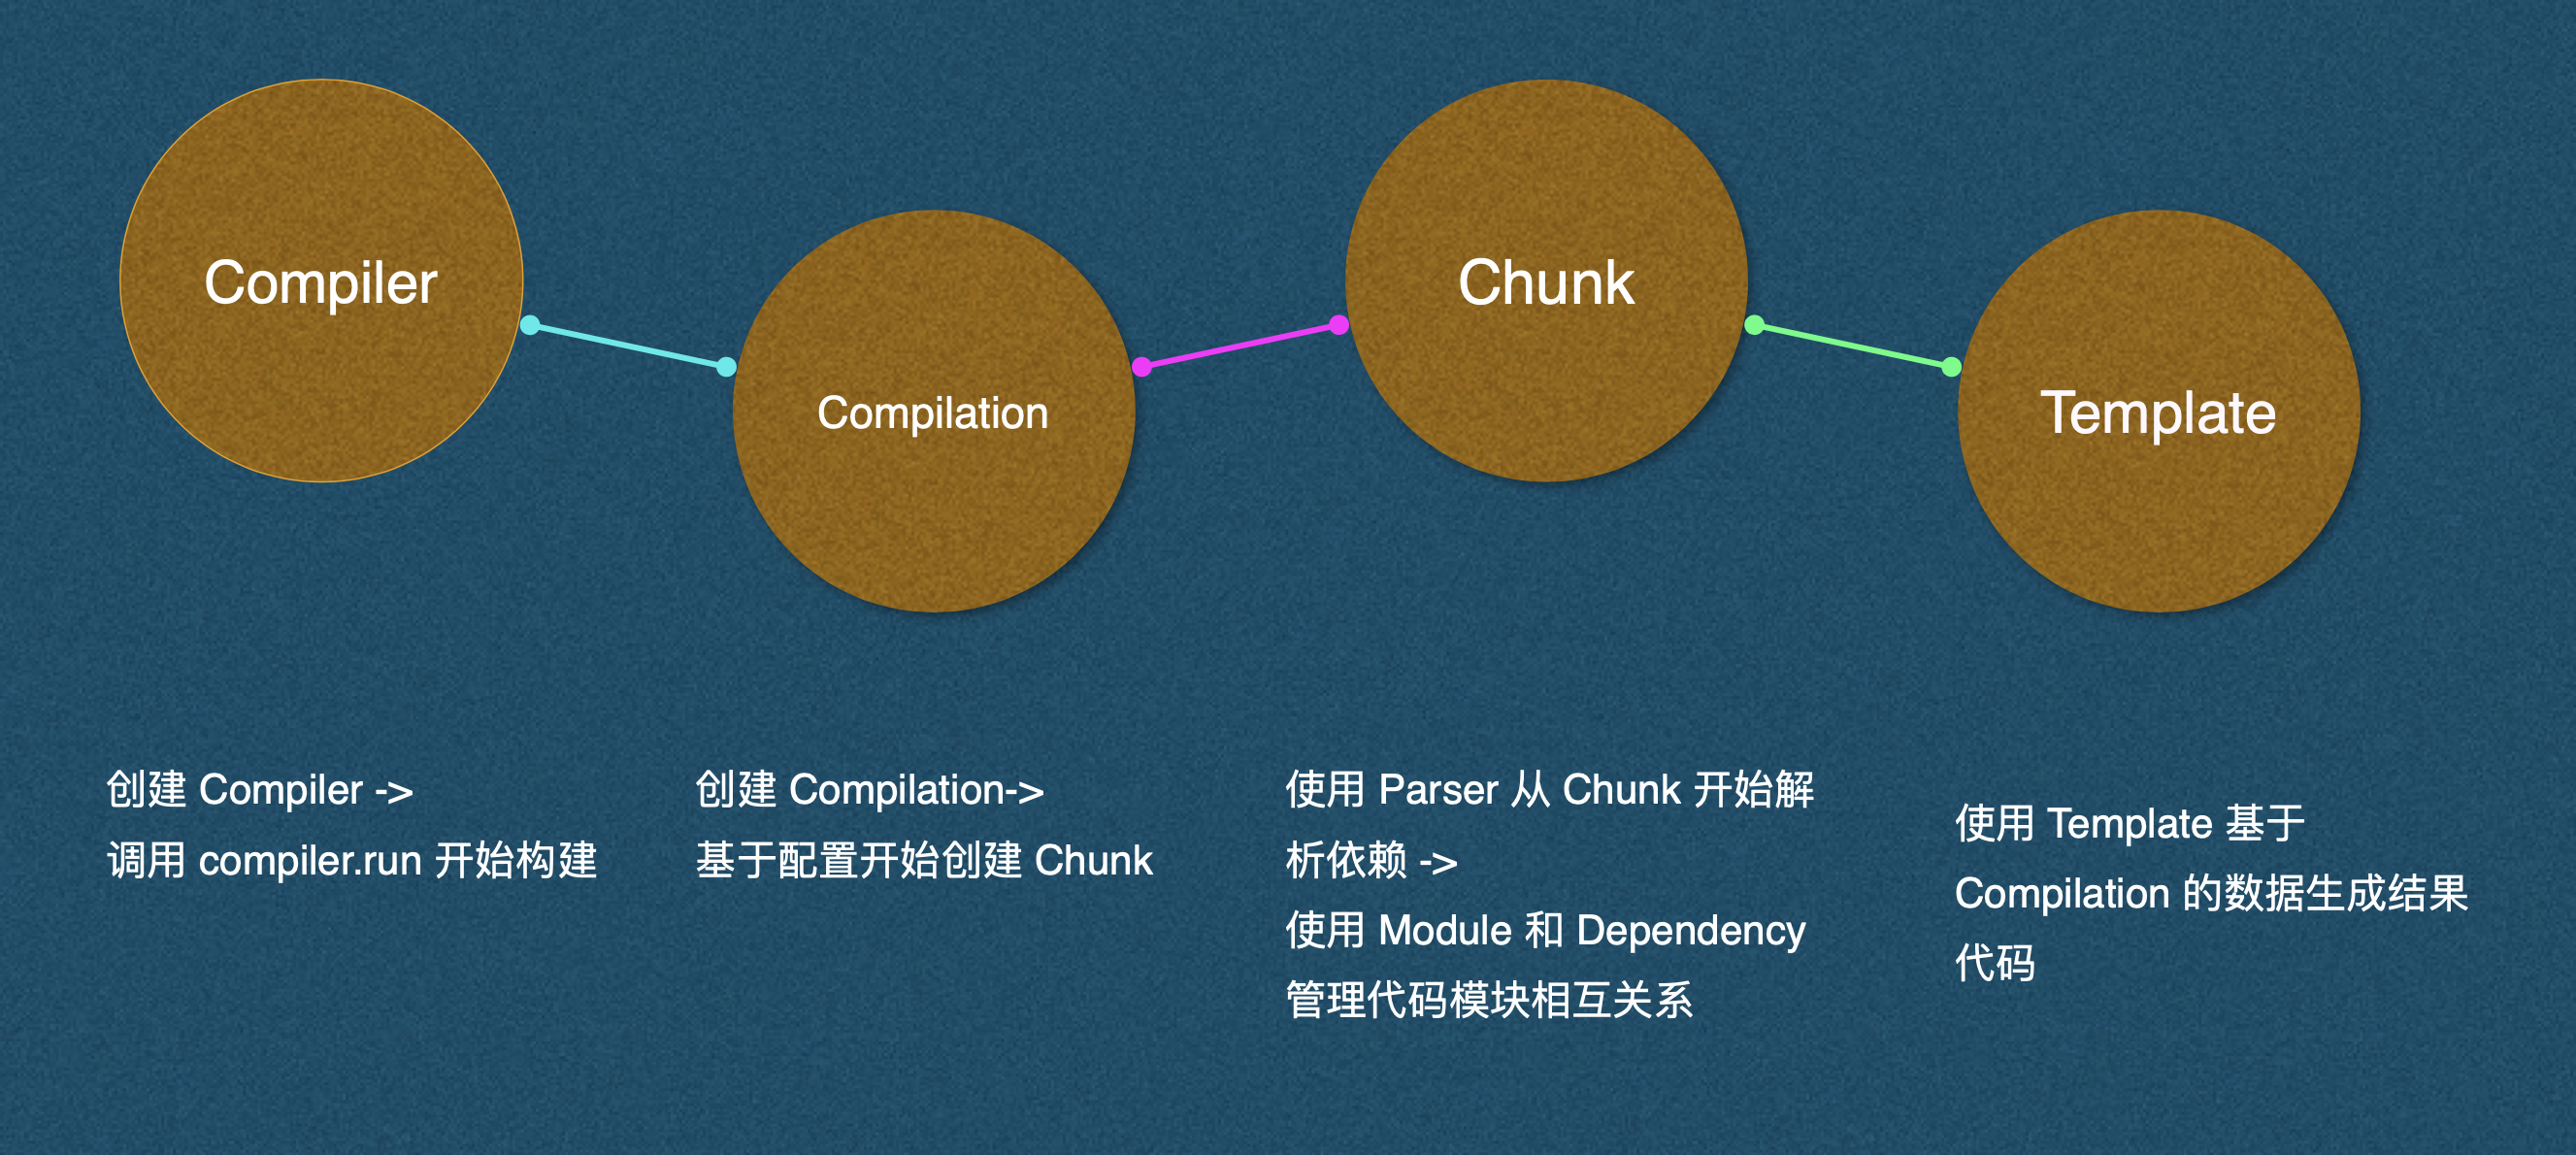 Compiler
Compilation
Chunk
Template
创建 Compiler ->
调用 compiler.run 开始构建
创建 Compilation->
基于配置开始创建 Chunk
使用 Parser 从 Chunk 开始解
析依赖 ->
使用 Module 和 Dependency
管理代码模块相互关系
使用 Template 基于
Compilation 的数据生成结果
代码